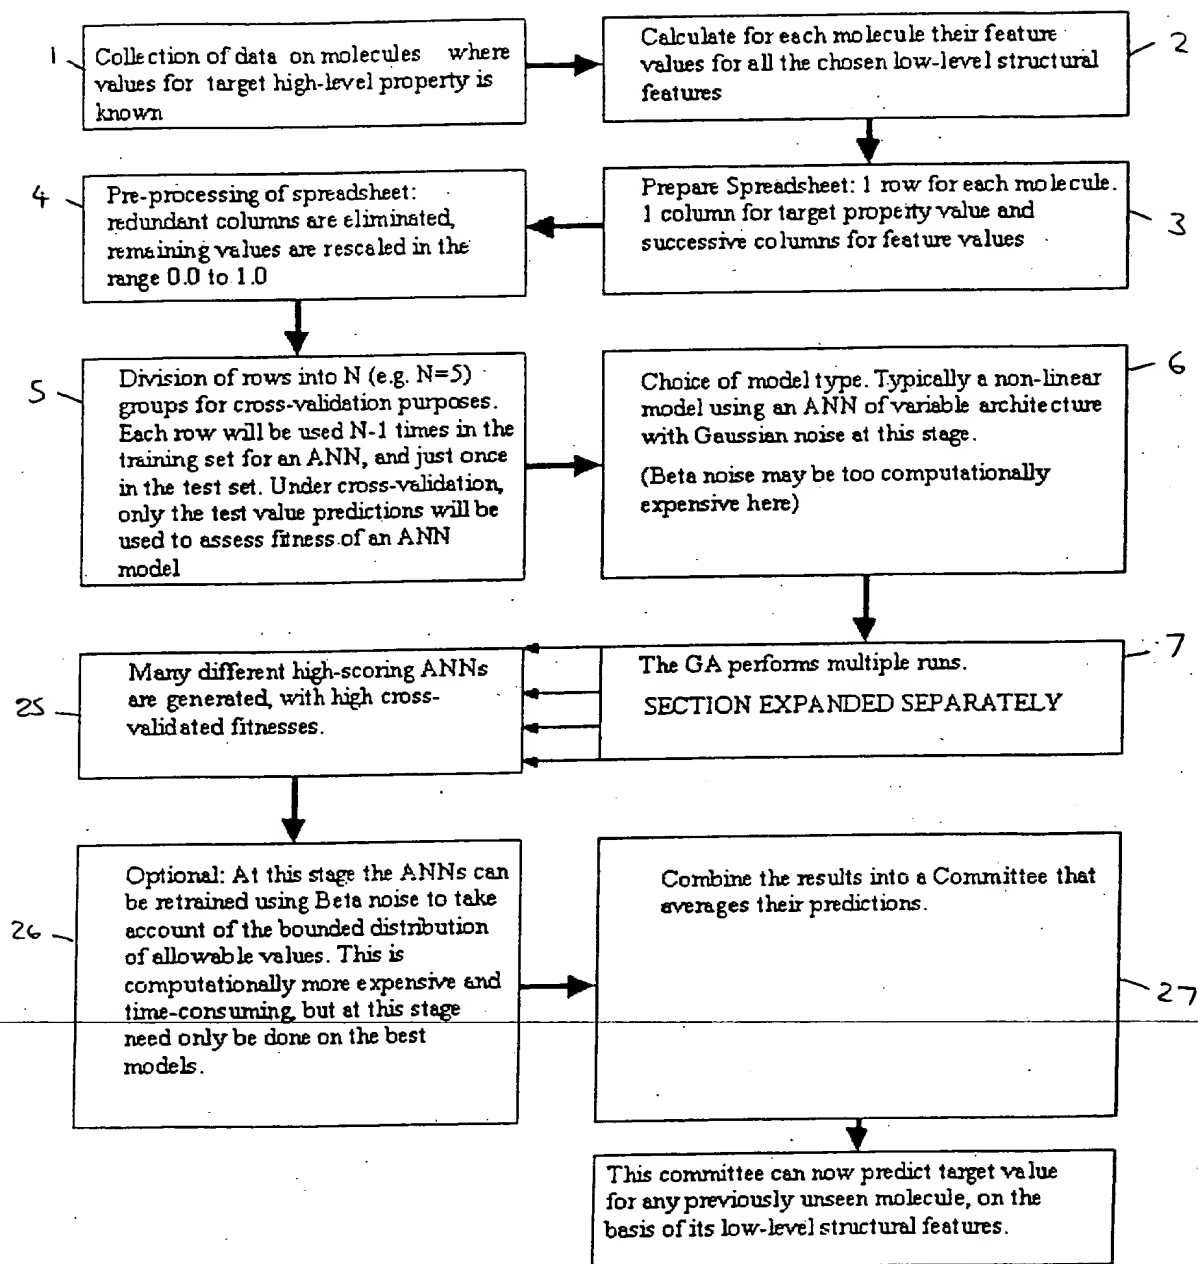 1
Collection of data on molecules where
values for target high-level property is
known
Calculate for each molecule their feature
values for all the chosen low-level structural
features
2
4
Pre-processing of spreadsheet:
redundant columns are eliminated,
remaining values are rescaled in the
range 0.0 to 1.0
Prepare Spreadsheet: 1 row for each molecule.
1 column for target property value and
successive columns for feature values
3
5
Division of rows into N (e.g. N=5)
groups for cross-validation purposes.
Each row will be used N-1 times in the
training set for an ANN, and just once
in the test set. Under cross-validation,
only the test value predictions will be
used to assess fitness of an ANN
model
Choice of model type. Typically a non-linear
model using an ANN of variable architecture
with Gaussian noise at this stage.
(Beta noise may be too computationally
expensive here)
6
25
Many different high-scoring ANNs
are generated, with high cross-
validated fitnesses.
The GA performs multiple runs.
SECTION EXPANDED SEPARATELY
7
26
Optional: At this stage the ANNs can
be retrained using Beta noise to take
account of the bounded distribution
of allowable values. This is
computationally more expensive and
time-consuming, but at this stage
need only be done on the best
models.
Combine the results into a Committee that
averages their predictions.
27
This committee can now predict target value
for any previously unseen molecule, on the
basis of its low-level structural features.